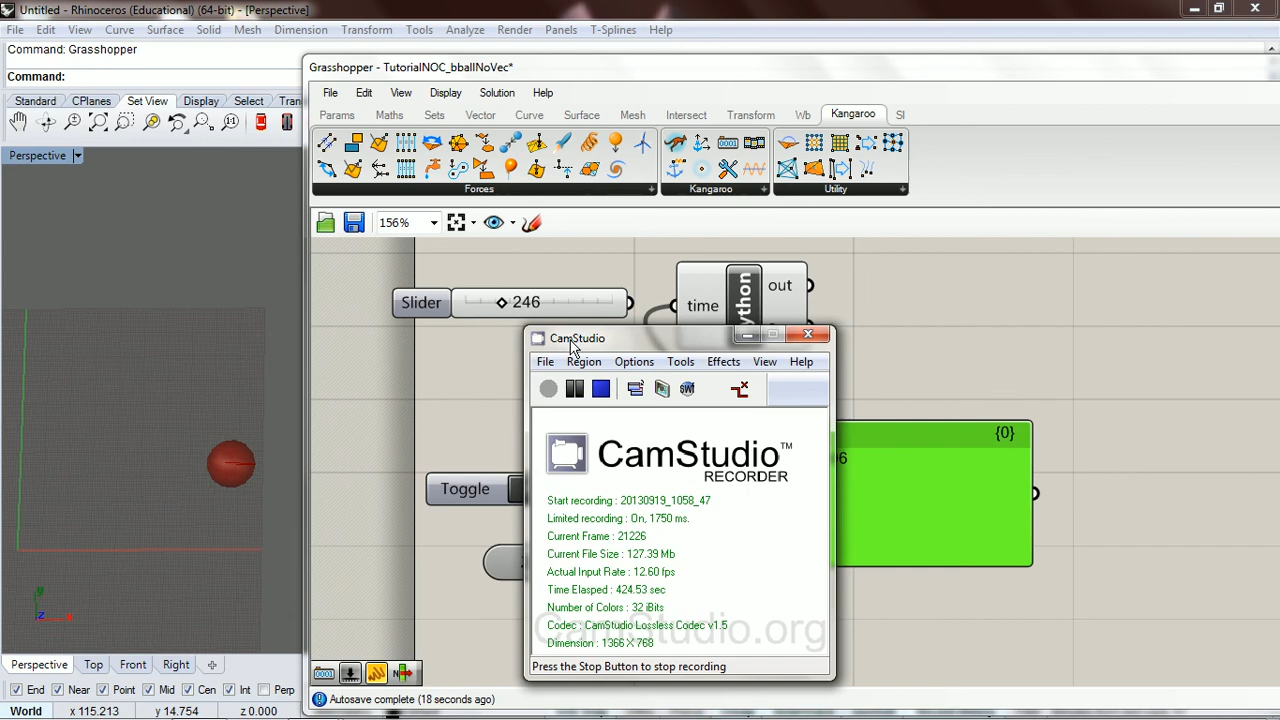 Untitled - Rhinoceros (Educational) (64-bit) - [Perspective]
File Edit View Curve Surface Solid Mesh Dimension Transform Tools Analyze Render Panels T-Splines Help
Command: Grasshopper
Command:
Standard CPlanes Set View Display Select
Perspective
Grasshopper - TutorialNOC_bballNoVec*
File Edit View Display Solution Help
Params Maths Sets Vector Curve Surface Mesh Intersect Transform Wb Kangaroo SI
Forces Kangaroo Utility
156%
Slider 246
time out
Toggle
{0}
CamStudio
File Region Options Tools Effects View Help
CamStudio™
RECORDER
Start recording : 20130919_1058_47
Limited recording : On, 1750 ms.
Current Frame : 21226
Current File Size : 127.39 Mb
Actual Input Rate : 12.60 fps
Time Elasped : 424.53 sec
Number of Colors : 32 iBits
Codec : CamStudio Lossless Codec v1.5
Dimension : 1366 X 768
CamStudio.org
Press the Stop Button to stop recording
y
z x
Perspective Top Front Right
End Near Point Mid Cen Int Perp
World x 115.213 y 14.754 z 0.000
Autosave complete (18 seconds ago)